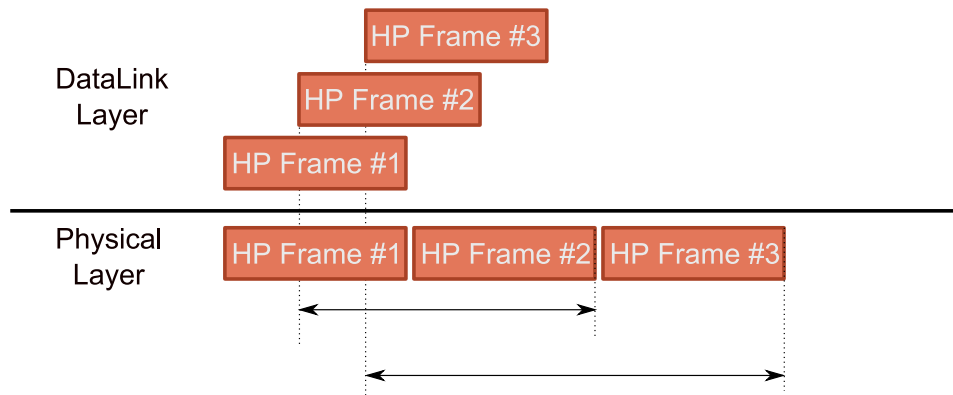 HP Frame #3
DataLink
Layer
HP Frame #2
HP Frame #1
Physical
Layer
HP Frame #1
HP Frame #2
HP Frame #3